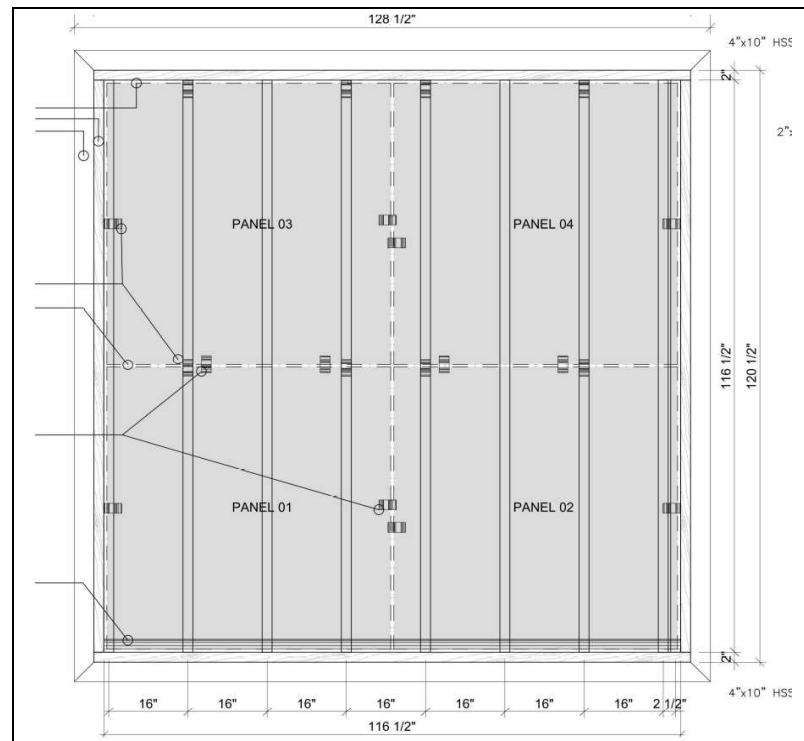 128 1/2"
4"x10" HSS
2"
2"x
PANEL 03
PANEL 04
116 1/2"
120 1/2"
PANEL 01
PANEL 02
2"
4"x10" HSS
16" 16" 16" 16" 16" 16" 16" 2 1/2"
116 1/2"